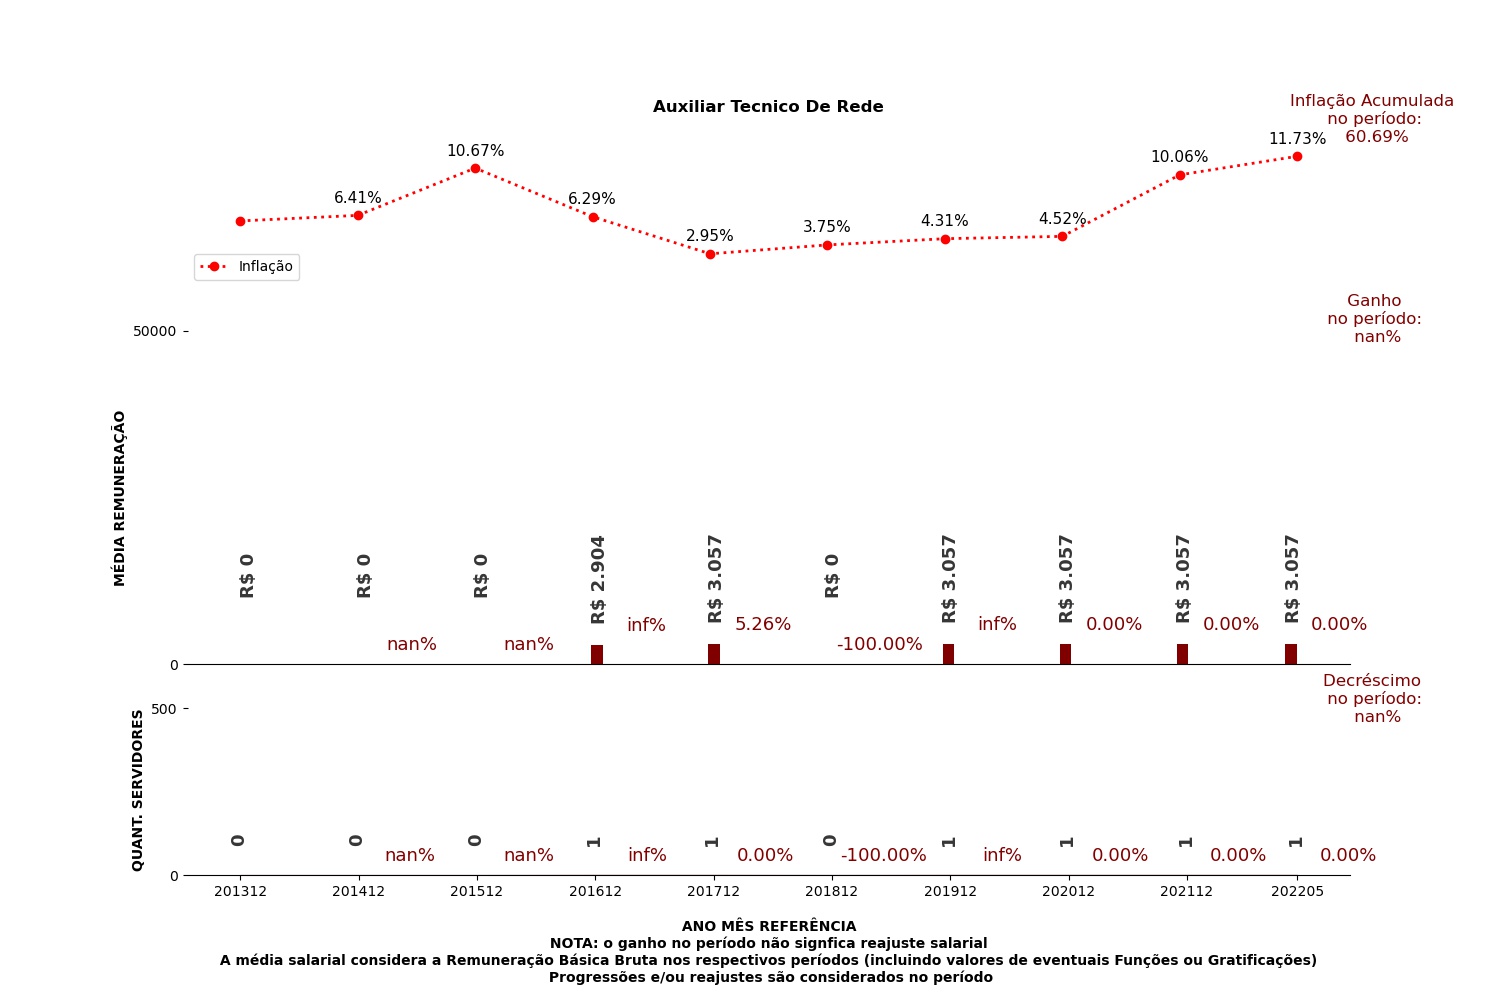 Auxiliar Tecnico De Rede
Inflação Acumulada
no período:
60.69%
6.41%
10.67%
6.29%
2.95%
3.75%
4.31%
4.52%
10.06%
11.73%
Inflação
Ganho
no período:
nan%
50000
0
MÉDIA REMUNERAÇÃO
R$ 0
R$ 0
R$ 0
R$ 2.904
R$ 3.057
R$ 0
R$ 3.057
R$ 3.057
R$ 3.057
R$ 3.057
nan%
nan%
inf%
5.26%
-100.00%
inf%
0.00%
0.00%
0.00%
Decréscimo
no período:
nan%
500
0
QUANT. SERVIDORES
0
0
0
1
1
0
1
1
1
1
nan%
nan%
inf%
0.00%
-100.00%
inf%
0.00%
0.00%
0.00%
201312
201412
201512
201612
201712
201812
201912
202012
202112
202205
ANO MÊS REFERÊNCIA
NOTA: o ganho no período não signfica reajuste salarial
A média salarial considera a Remuneração Básica Bruta nos respectivos períodos (incluindo valores de eventuais Funções ou Gratificações)
Progressões e/ou reajustes são considerados no período